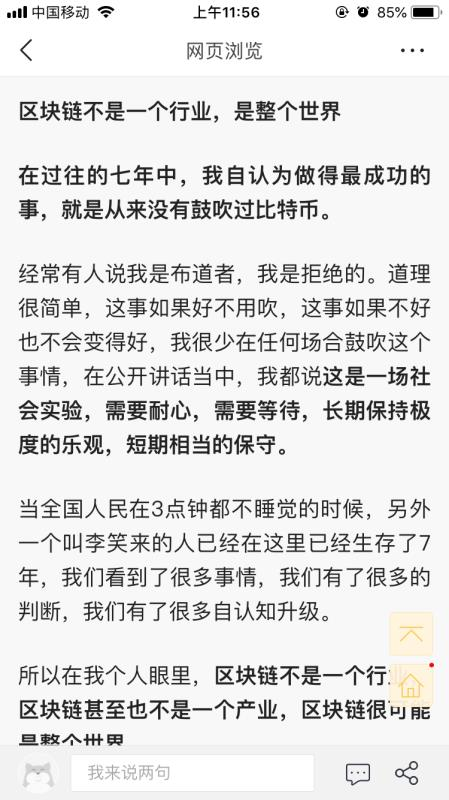 中国移动
上午11:56
85%
网页浏览
区块链不是一个行业，是整个世界
在过往的七年中，我自认为做得最成功的
事，就是从来没有鼓吹过比特币。
经常有人说我是布道者，我是拒绝的。道理
很简单，这事如果好不用吹，这事如果不好
也不会变得好，我很少在任何场合鼓吹这个
事情，在公开讲话当中，我都说这是一场社
会实验，需要耐心，需要等待，长期保持极
度的乐观，短期相当的保守。
当全国人民在3点钟都不睡觉的时候，另外
一个叫李笑来的人已经在这里已经生存了7
年，我们看到了很多事情，我们有了很多的
判断，我们有了很多自认知升级。
所以在我个人眼里，区块链不是一个行业
区块链甚至也不是一个产业，区块链很可能
是整个世界
我来说两句